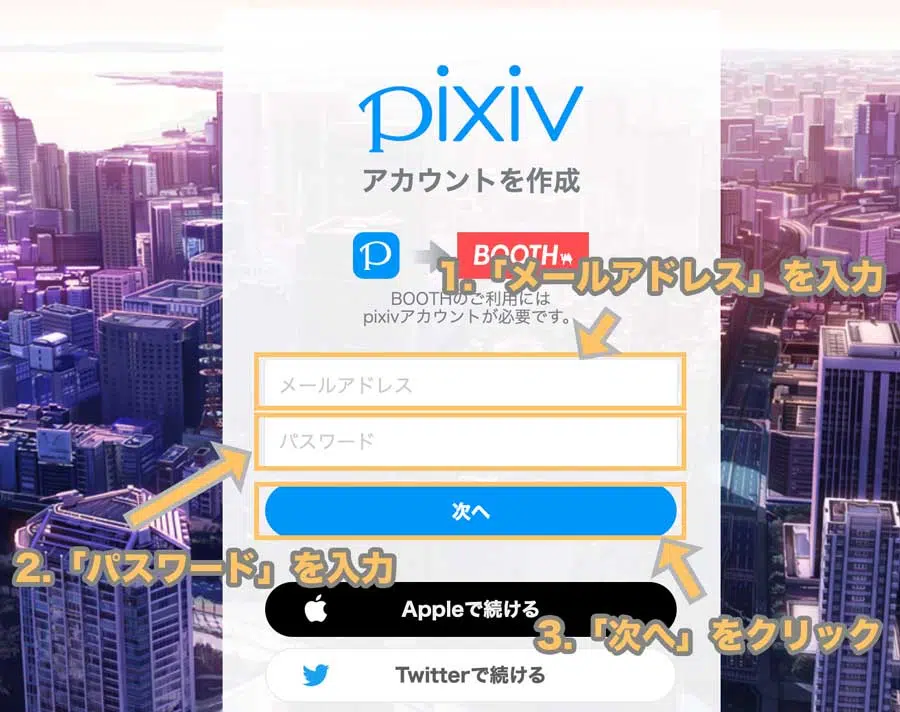 pixiv
アカウントを作成
P
BOOTH
1.「メールアドレス」を入力
BOOTHのご利用には
pixivアカウントが必要です。
メールアドレス
パスワード
次へ
2.「パスワード」を入力
Appleで続ける
3.「次へ」をクリック
Twitterで続ける